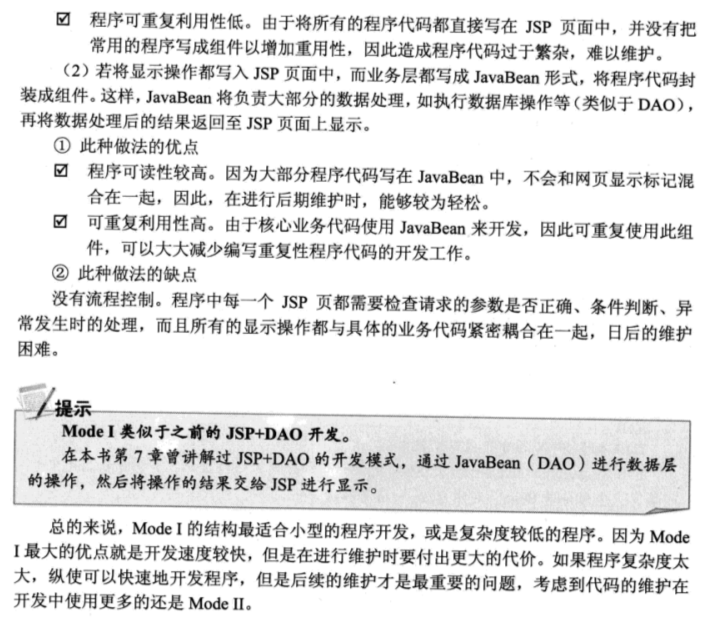 ☑ 程序可重复利用性低。由于将所有的程序代码都直接写在 JSP 页面中，并没有把
常用的程序写成组件以增加重用性，因此造成程序代码过于繁杂，难以维护。
（2）若将显示操作都写入 JSP 页面中，而业务层都写成 JavaBean 形式，将程序代码封
装成组件。这样，JavaBean 将负责大部分的数据处理，如执行数据库操作等（类似于 DAO），
再将数据处理后的结果返回至 JSP 页面上显示。
① 此种做法的优点
☑ 程序可读性较高。因为大部分程序代码写在 JavaBean 中，不会和网页显示标记混
合在一起，因此，在进行后期维护时，能够较为轻松。
☑ 可重复利用性高。由于核心业务代码使用 JavaBean 来开发，因此可重复使用此组
件，可以大大减少编写重复性程序代码的开发工作。
② 此种做法的缺点
没有流程控制。程序中每一个 JSP 页都需要检查请求的参数是否正确、条件判断、异
常发生时的处理，而且所有的显示操作都与具体的业务代码紧密耦合在一起，日后的维护
困难。
提示
Mode I 类似于之前的 JSP+DAO 开发。
在本书第 7 章曾讲解过 JSP+DAO 的开发模式，通过 JavaBean（DAO）进行数据层
的操作，然后将操作的结果交给 JSP 进行显示。
总的来说，Mode I 的结构最适合小型的程序开发，或是复杂度较低的程序。因为 Mode
I 最大的优点就是开发速度较快，但是在进行维护时要付出更大的代价。如果程序复杂度太
大，纵使可以快速地开发程序，但是后续的维护才是最重要的问题，考虑到代码的维护在
开发中使用更多的还是 Mode II。